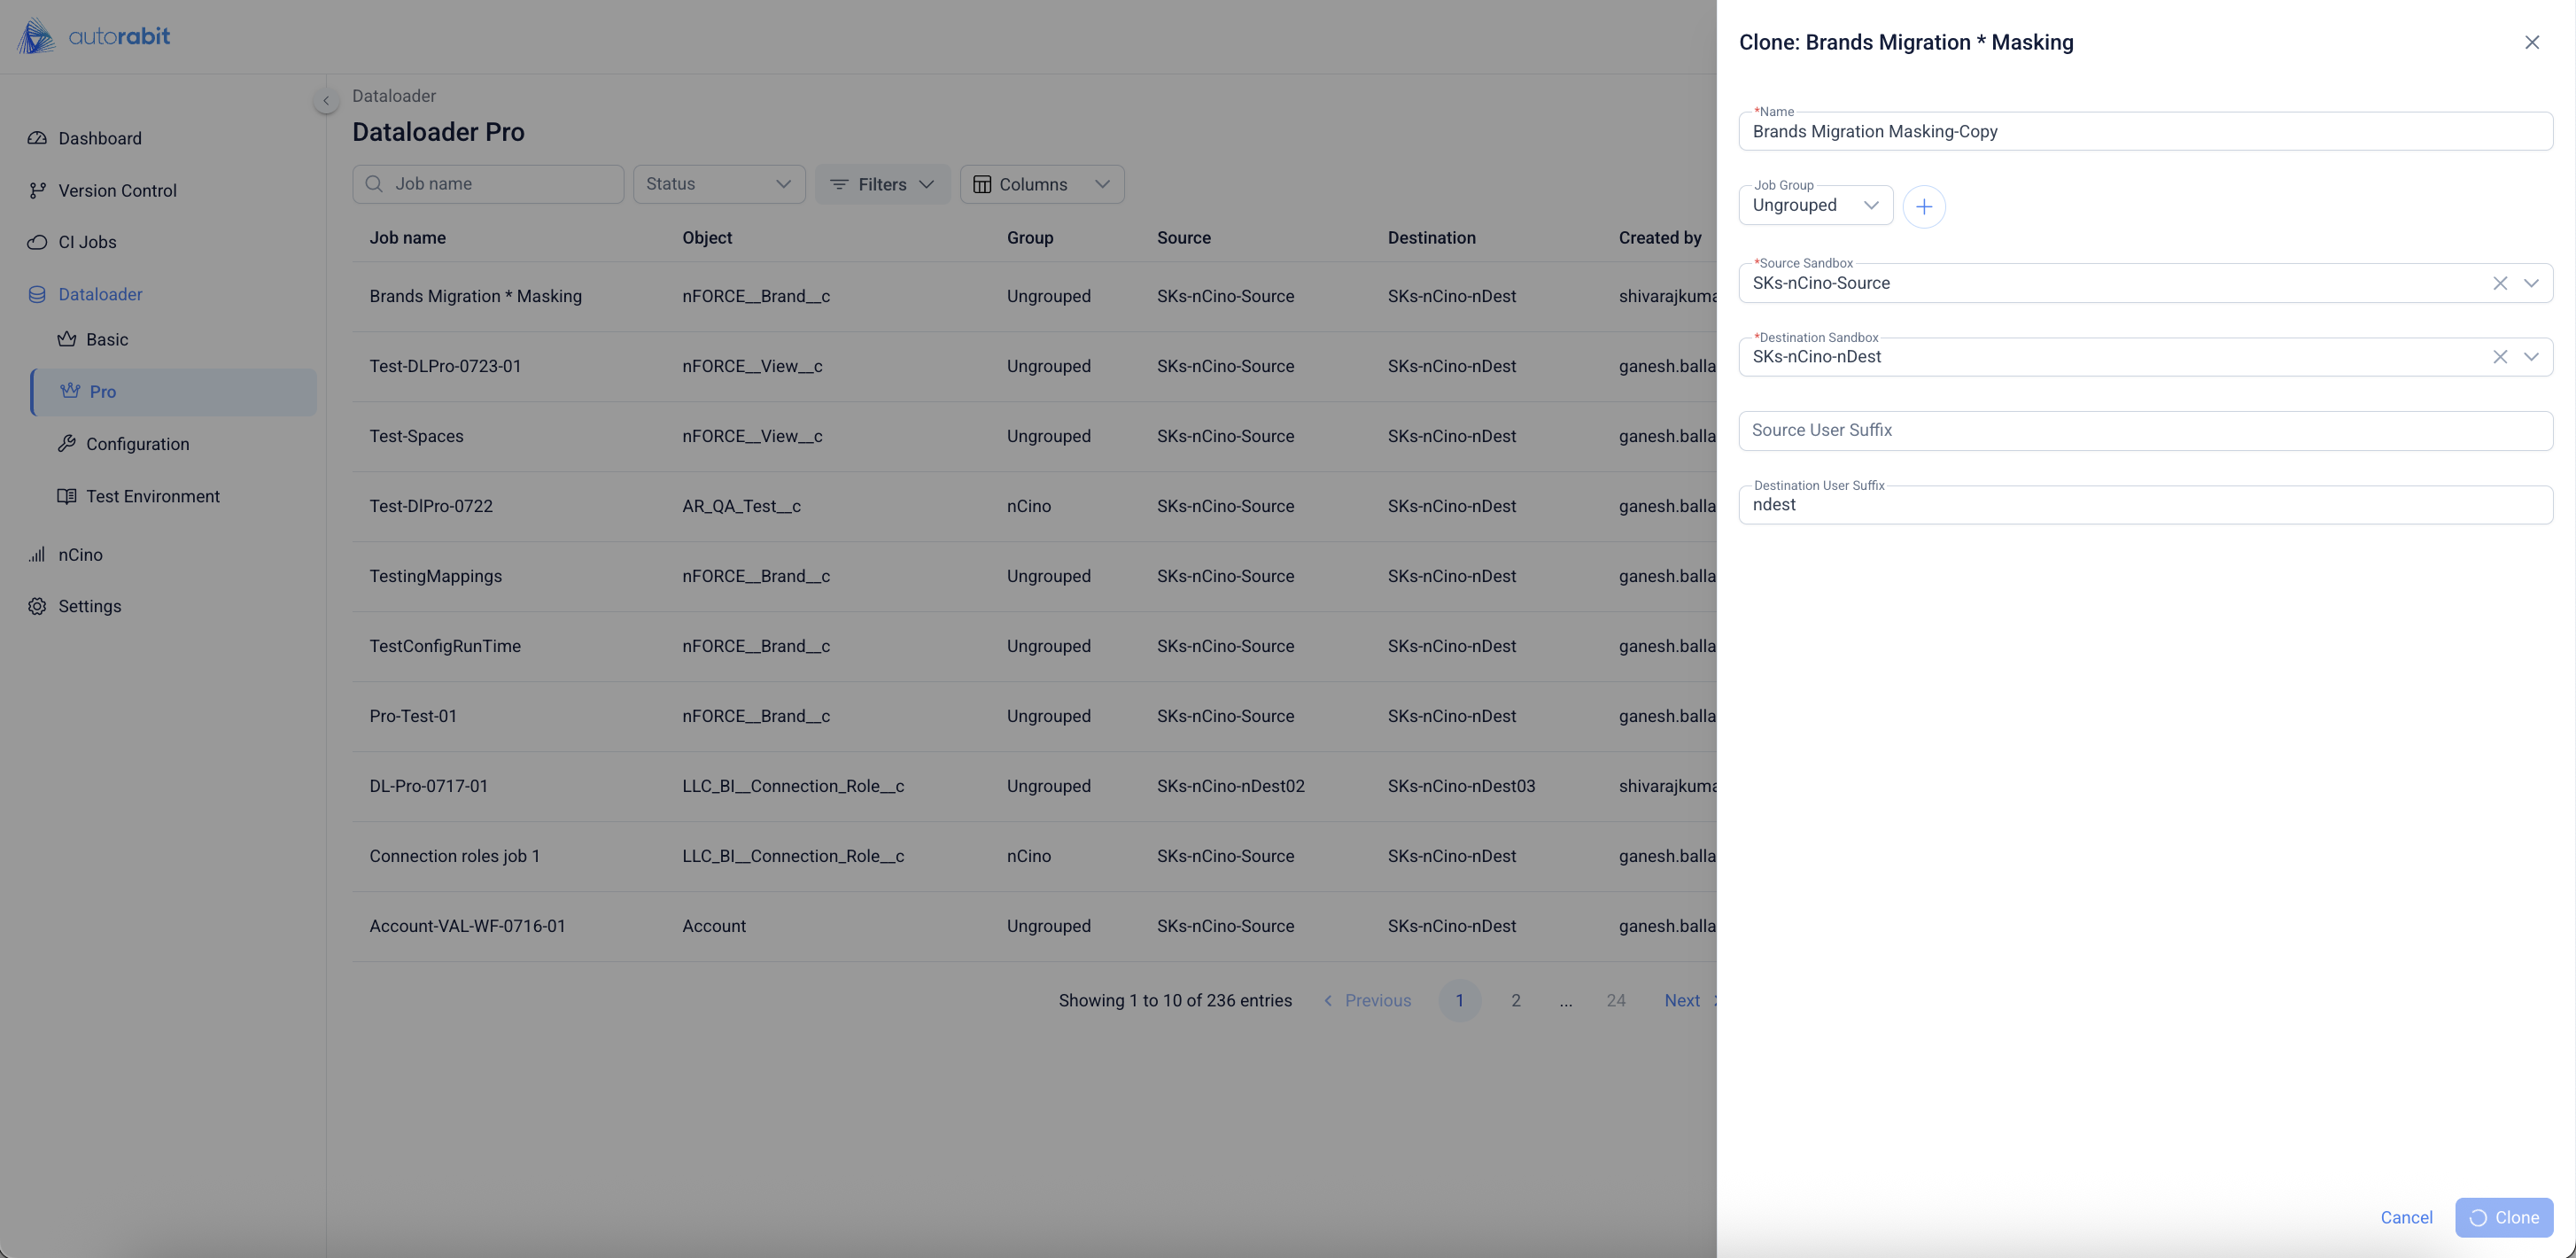 autorabit
Dashboard
Version Control
CI Jobs
Dataloader
Basic
Pro
Configuration
Test Environment
nCino
Settings
Dataloader
Dataloader Pro
Job name Status Filters Columns
Job name Object Group Source Destination Created by
Brands Migration * Masking nFORCE__Brand__c Ungrouped SKs-nCino-Source SKs-nCino-nDest shivarajkuma
Test-DLPro-0723-01 nFORCE__View__c Ungrouped SKs-nCino-Source SKs-nCino-nDest ganesh.balla
Test-Spaces nFORCE__View__c Ungrouped SKs-nCino-Source SKs-nCino-nDest ganesh.balla
Test-DlPro-0722 AR_QA_Test__c nCino SKs-nCino-Source SKs-nCino-nDest ganesh.balla
TestingMappings nFORCE__Brand__c Ungrouped SKs-nCino-Source SKs-nCino-nDest ganesh.balla
TestConfigRunTime nFORCE__Brand__c Ungrouped SKs-nCino-Source SKs-nCino-nDest ganesh.balla
Pro-Test-01 nFORCE__Brand__c Ungrouped SKs-nCino-Source SKs-nCino-nDest ganesh.balla
DL-Pro-0717-01 LLC_BI__Connection_Role__c Ungrouped SKs-nCino-nDest02 SKs-nCino-nDest03 shivarajkuma
Connection roles job 1 LLC_BI__Connection_Role__c nCino SKs-nCino-Source SKs-nCino-nDest ganesh.balla
Account-VAL-WF-0716-01 Account Ungrouped SKs-nCino-Source SKs-nCino-nDest ganesh.balla
Showing 1 to 10 of 236 entries Previous 1 2 ... 24 Next
Clone: Brands Migration * Masking
*Name
Brands Migration Masking-Copy
Job Group
Ungrouped
*Source Sandbox
SKs-nCino-Source
*Destination Sandbox
SKs-nCino-nDest
Source User Suffix
Destination User Suffix
ndest
Cancel Clone